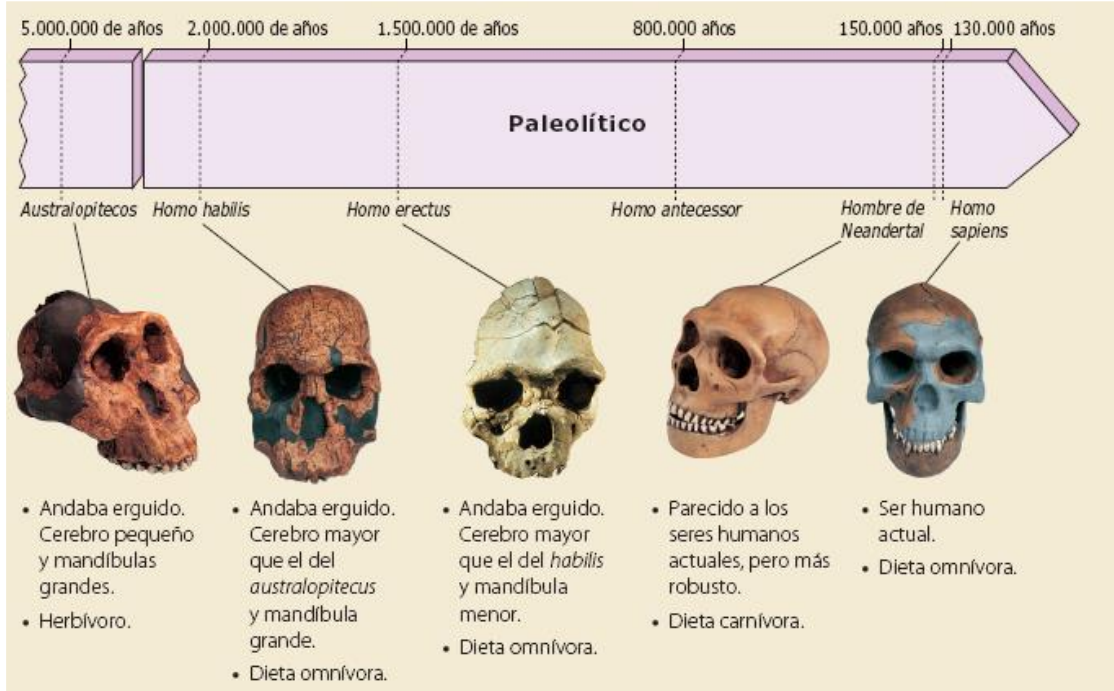 5.000.000 de años
2.000.000 de años
1.500.000 de años
800.000 años
150.000 años
130.000 años
Paleolítico
Australopitecos
Homo habilis
Homo erectus
Homo antecessor
Hombre de
Neandertal
Homo
sapiens
• Andaba erguido.
Cerebro pequeño
y mandíbulas
grandes.
• Herbívoro.
• Andaba erguido.
Cerebro mayor
que el del
australopitecus
y mandíbula
grande.
• Dieta omnívora.
• Andaba erguido.
Cerebro mayor
que el del habilis
y mandíbula
menor.
• Dieta omnívora.
• Parecido a los
seres humanos
actuales, pero más
robusto.
• Dieta carnívora.
• Ser humano
actual.
• Dieta omnívora.